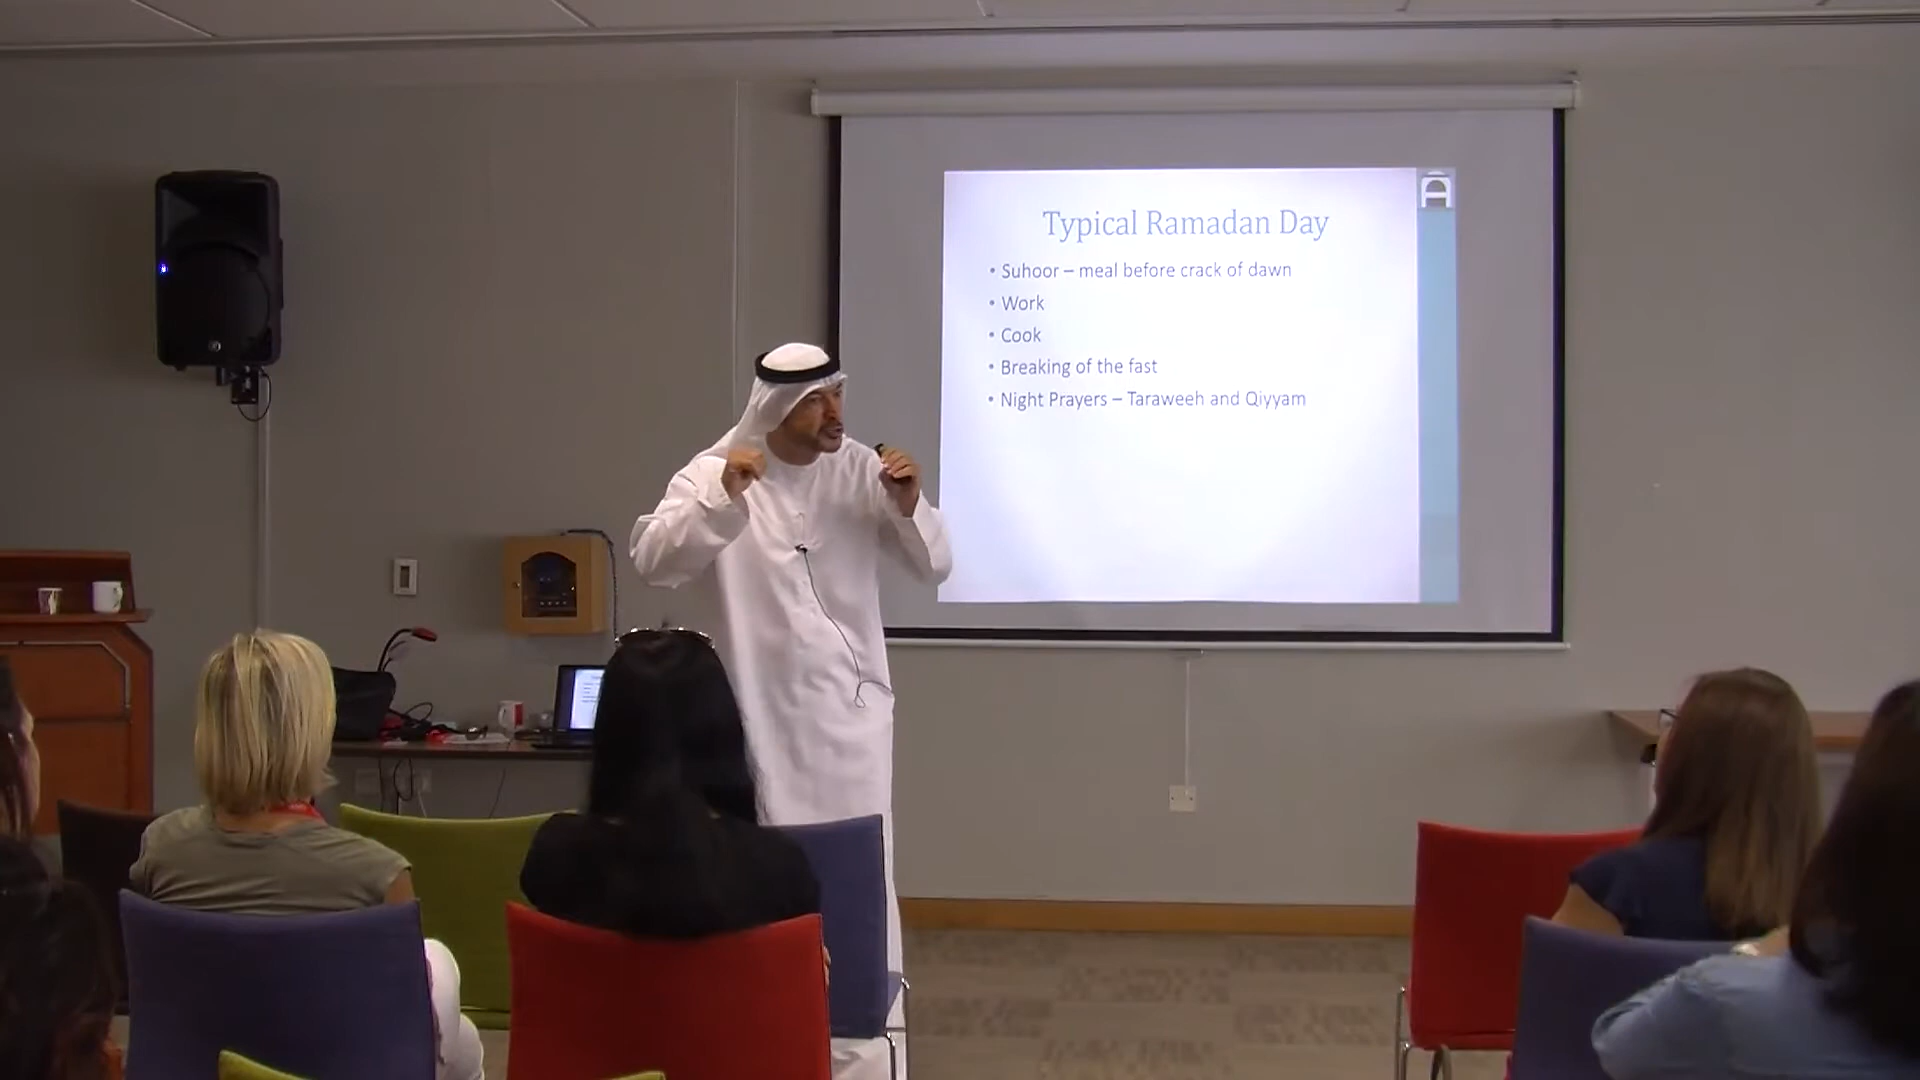 Typical Ramadan Day
• Suhoor – meal before crack of dawn
• Work
• Cook
• Breaking of the fast
• Night Prayers – Taraweeh and Qiyyam